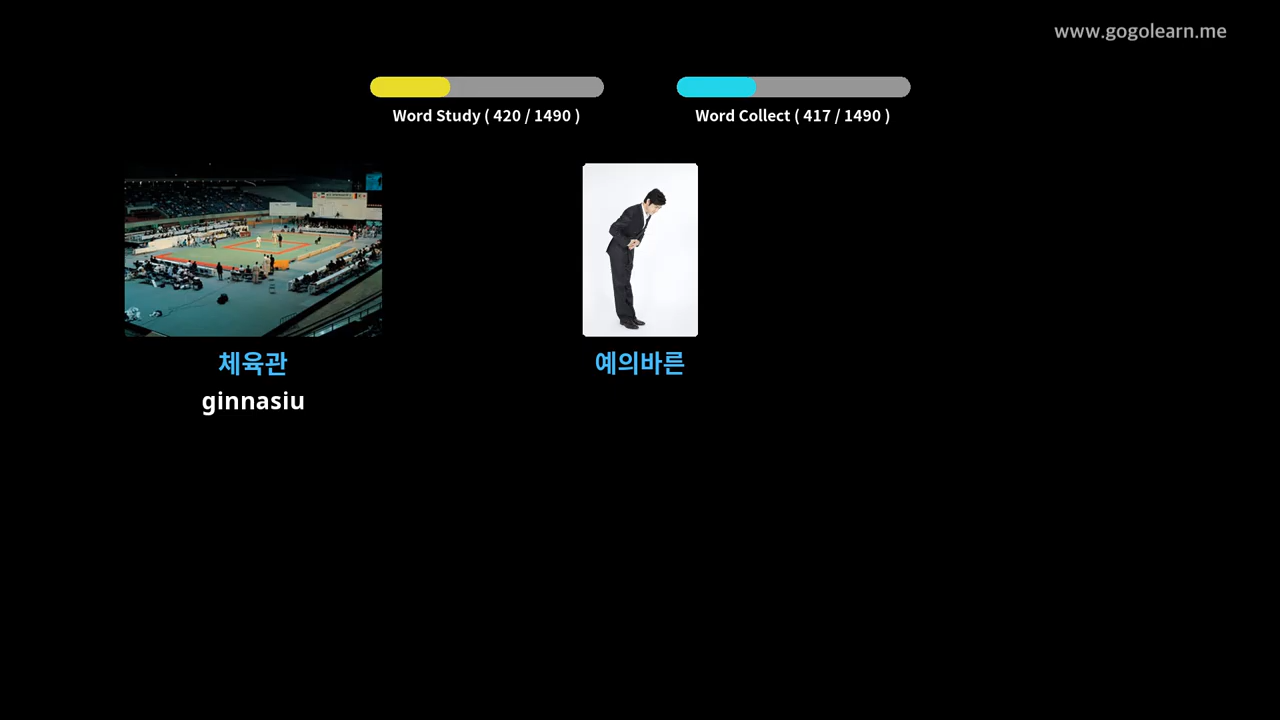 www.gogolearn.me
Word Study ( 420 / 1490 )
Word Collect ( 417 / 1490 )
체육관
예의바른
ginnasiu